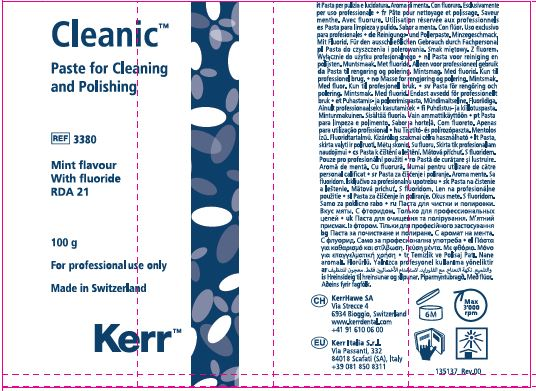 Cleanic™
Paste for Cleaning
and Polishing
REF 3380
Mint flavour
With fluoride
RDA 21
100 g
For professional use only
Made in Switzerland
Kerr™
it Pasta per pulizia e lucidatura. Aroma di menta. Con fluoruro. Esclusivamente
per uso professionale • fr Pâte pour nettoyage et polissage. Saveur
menthe. Avec fluorure. Utilisation réservée aux professionnels
es Pasta para limpieza y pulido. Sabor a menta. Con flúor. Uso exclusivo
para profesionales • de Reinigungs- und Polierpaste, Minzegeschmack.
Mit Fluorid. Für den ausschließlichen Gebrauch durch Fachpersonal
pl Pasta do czyszczenia i polerowania. Smak miętowy. Z fluorem.
Wyłącznie do użytku profesjonalnego • nl Pasta voor reiniging en
polijsten, Muntsmaak, Met fluoride. Alleen voor professioneel gebruik
da Pasta til rengøring og polering. Mintsmag. Med fluorid. Kun til
professionel brug. • no Masse for rengjøring og polering. Mintsmak.
Med fluor. Kun til profesjonell bruk. • sv Pasta för rengöring och
polering. Mintsmak. Med fluorid. Endast avsedd för professionellt
bruk • et Puhastamis- ja poleerimispasta, Mündimaitseline, Fluoriidiga,
Ainult professionaalseks kasutamiseks • fi Puhdistus- ja kiillotuspasta,
Mintunmakuinen. Sisältää fluoria. Vain ammattikäyttöön • pt Pasta
para limpeza e polimento. Sabor a hortelã. Com fluoreto. Apenas
para utilização profissional • hu Tisztító- és polírozópaszta. Mentolos
ízű. Fluoridtartalmú. Kizárólag szakmai célra használható • lt Pasta,
skirta valyti ir poliruoti. Mėtų skonio. Su fluoru. Skirta tik profesionaliam
naudojimui • cs Pasta k čištění a leštění. Mátová příchuť. S fluoridem.
Pouze pro profesionální použití • ro Pastă de curățare și lustruire.
Aromă de mentă. Cu fluorură. Numai pentru utilizare de către
personal calificat • sr Pasta za čišćenje i poliranje. Aroma mente. Sa
fluoridom. Isključivo za profesionalnu upotrebu • sk Pasta na čistenie
a leštenie. Mätová príchuť. S fluoridom. Len na profesionálne
použitie • sl Pasta za čiščenje in poliranje. Okus mete. S fluoridom.
Samo za poklicno rabo • ru Паста для чистки и полировки.
Вкус мяты. С фторидом. Только для профессиональных
целей • uk Паста для очищення та полірування. М'ятний
присмак. Із фтором. Тільки для професійного застосування
bg Паста за почистване и полиране. С аромат на мента.
С флуорид. Само за професионална употреба • el Πάστα
για καθαρισμό και στίλβωση. Γεύση μέντα. Με φθόριο. Μόνο
για επαγγελματική χρήση • tr Temizlik ve Polisaj Patı. Nane
aromalı. Florürlü. Yalnızca profesyonel kullanıma yöneliktir
is Hreinsideig til hreinsunar og slípunar. Piparmyntubragð. Með flúor.
Aðeins fyrir fagfólk.
CH
KerrHawe SA
Via Strecce 4
6934 Bioggio, Switzerland
www.kerrdental.com
+41 91 610 06 00
EU
Kerr Italia S.r.l.
Via Passanti, 332
84018 Scafati (SA), Italy
+39 081 850 8311
6M
Max
3'000
rpm
135137_Rev.00